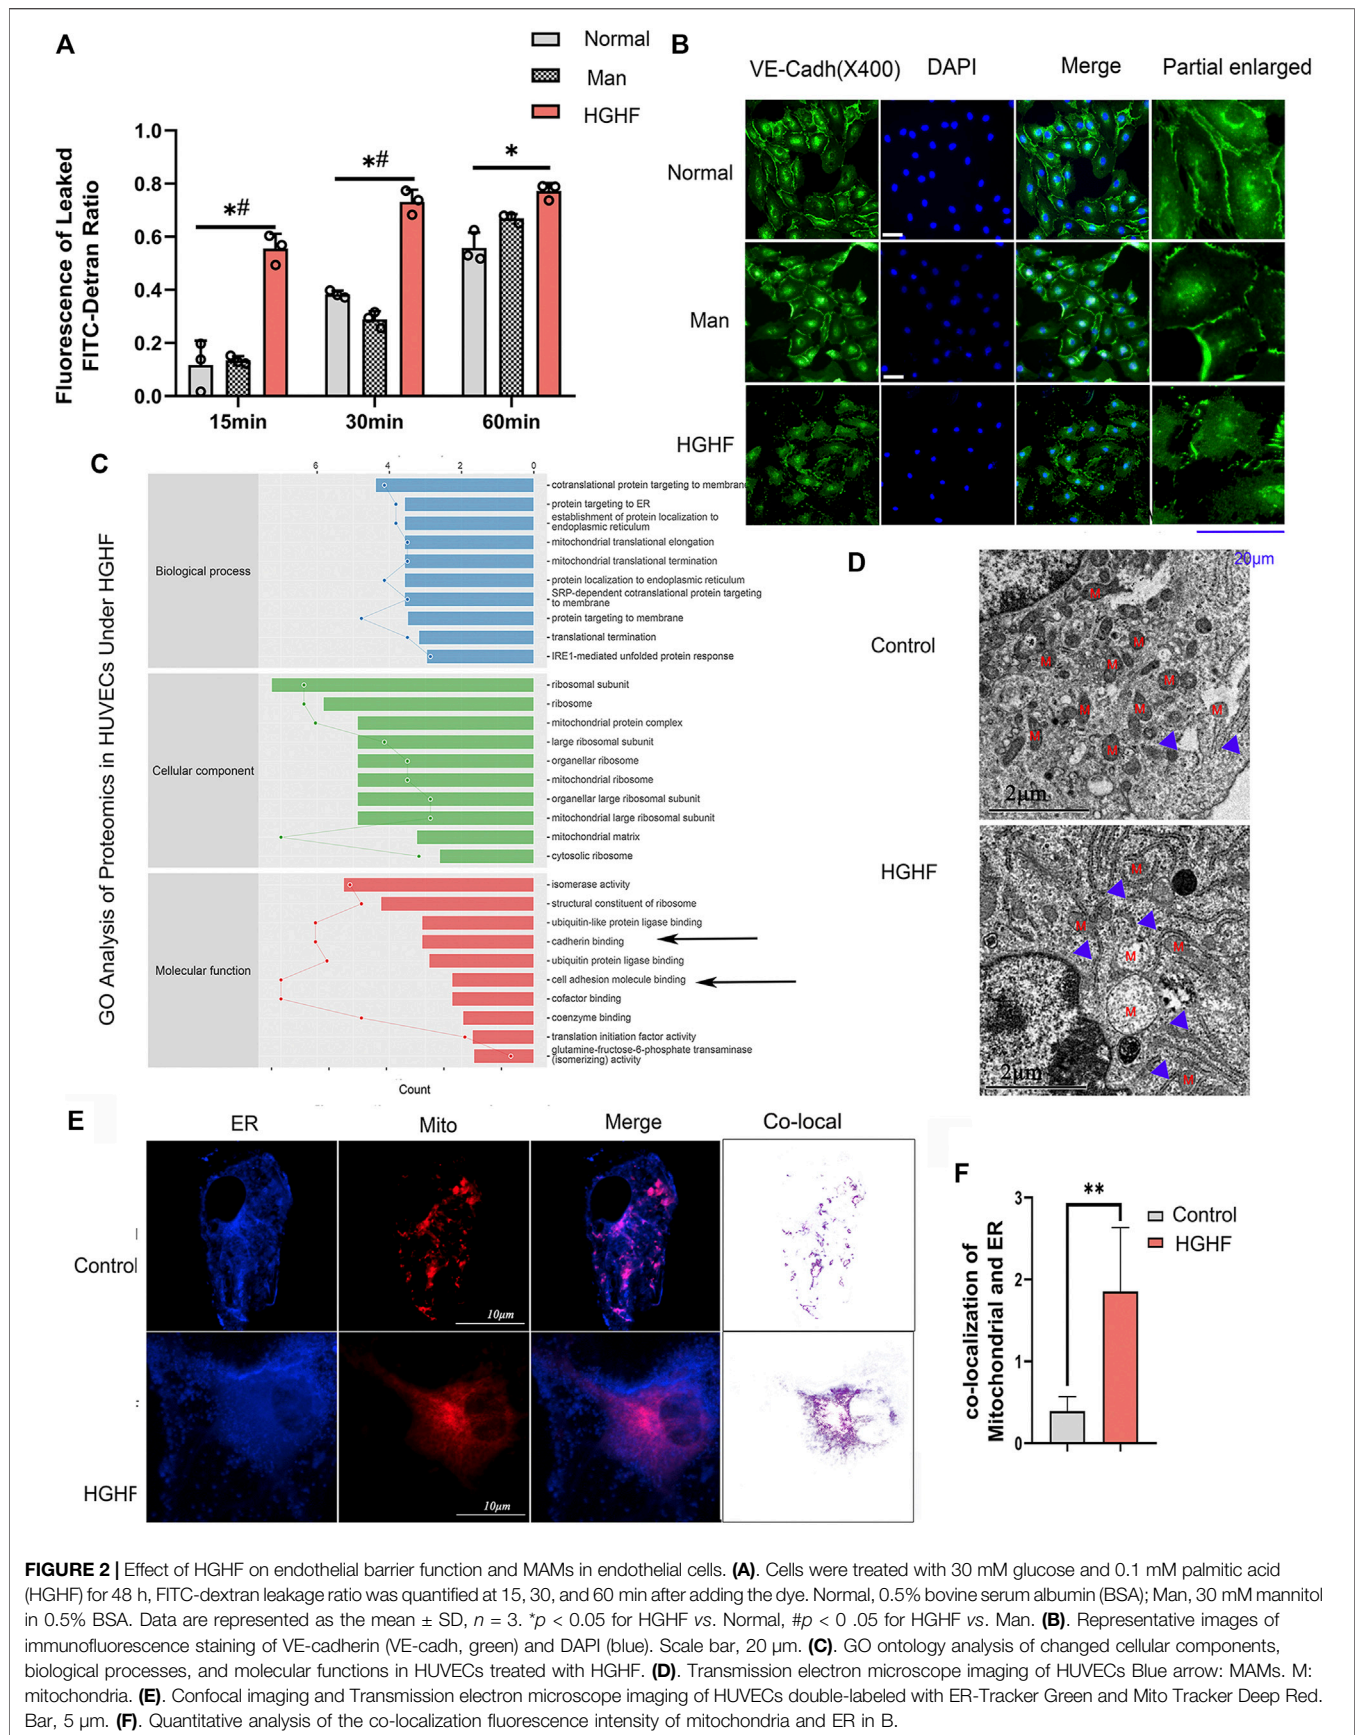 A
Normal
Man
HGHF
Fluorescence of Leaked
FITC-Detran Ratio
1.0
0.8
0.6
0.4
0.2
0.0
*#
*#
*
15min
30min
60min
B
VE-Cadh(X400)
DAPI
Merge
Partial enlarged
Normal
Man
HGHF
20μm
C
GO Analysis of Proteomics in HUVECs Under HGHF
6
4
2
0
Biological process
cotranslational protein targeting to membrane
protein targeting to ER
establishment of protein localization to
endoplasmic reticulum
mitochondrial translational elongation
mitochondrial translational termination
protein localization to endoplasmic reticulum
SRP-dependent cotranslational protein targeting
to membrane
protein targeting to membrane
translational termination
IRE1-mediated unfolded protein response
Cellular component
ribosomal subunit
ribosome
mitochondrial protein complex
large ribosomal subunit
organellar ribosome
mitochondrial ribosome
organellar large ribosomal subunit
mitochondrial large ribosomal subunit
mitochondrial matrix
cytosolic ribosome
Molecular function
isomerase activity
structural constituent of ribosome
ubiquitin-like protein ligase binding
cadherin binding
ubiquitin protein ligase binding
cell adhesion molecule binding
cofactor binding
coenzyme binding
translation initiation factor activity
glutamine-fructose-6-phosphate transaminase
(isomerizing) activity
Count
D
Control
M
M
M
M
M
M
M
M
M
M
2μm
HGHF
M
M
M
M
M
M
2μm
E
ER
Mito
Merge
Co-local
Control
10μm
HGHF
10μm
F
co-localization of
Mitochondrial and ER
3
2
1
0
**
Control
HGHF
FIGURE 2 | Effect of HGHF on endothelial barrier function and MAMs in endothelial cells. (A). Cells were treated with 30 mM glucose and 0.1 mM palmitic acid
(HGHF) for 48 h, FITC-dextran leakage ratio was quantified at 15, 30, and 60 min after adding the dye. Normal, 0.5% bovine serum albumin (BSA); Man, 30 mM mannitol
in 0.5% BSA. Data are represented as the mean ± SD, n = 3. *p < 0.05 for HGHF vs. Normal, #p < 0 .05 for HGHF vs. Man. (B). Representative images of
immunofluorescence staining of VE-cadherin (VE-cadh, green) and DAPI (blue). Scale bar, 20 μm. (C). GO ontology analysis of changed cellular components,
biological processes, and molecular functions in HUVECs treated with HGHF. (D). Transmission electron microscope imaging of HUVECs Blue arrow: MAMs. M:
mitochondria. (E). Confocal imaging and Transmission electron microscope imaging of HUVECs double-labeled with ER-Tracker Green and Mito Tracker Deep Red.
Bar, 5 μm. (F). Quantitative analysis of the co-localization fluorescence intensity of mitochondria and ER in B.